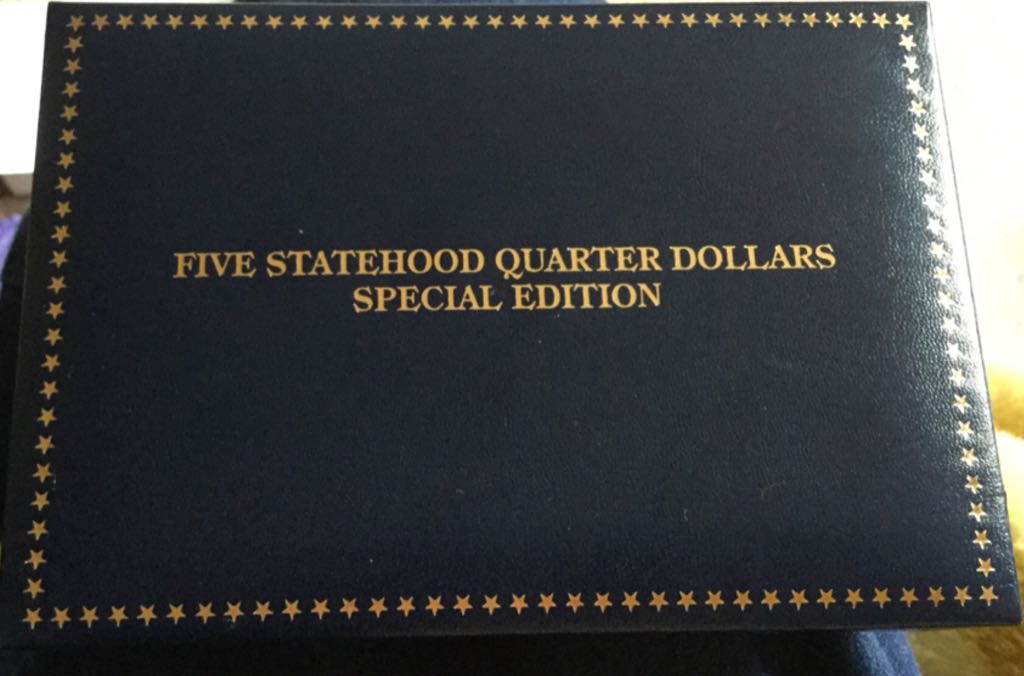 FIVE STATEHOOD QUARTER DOLLARS
SPECIAL EDITION